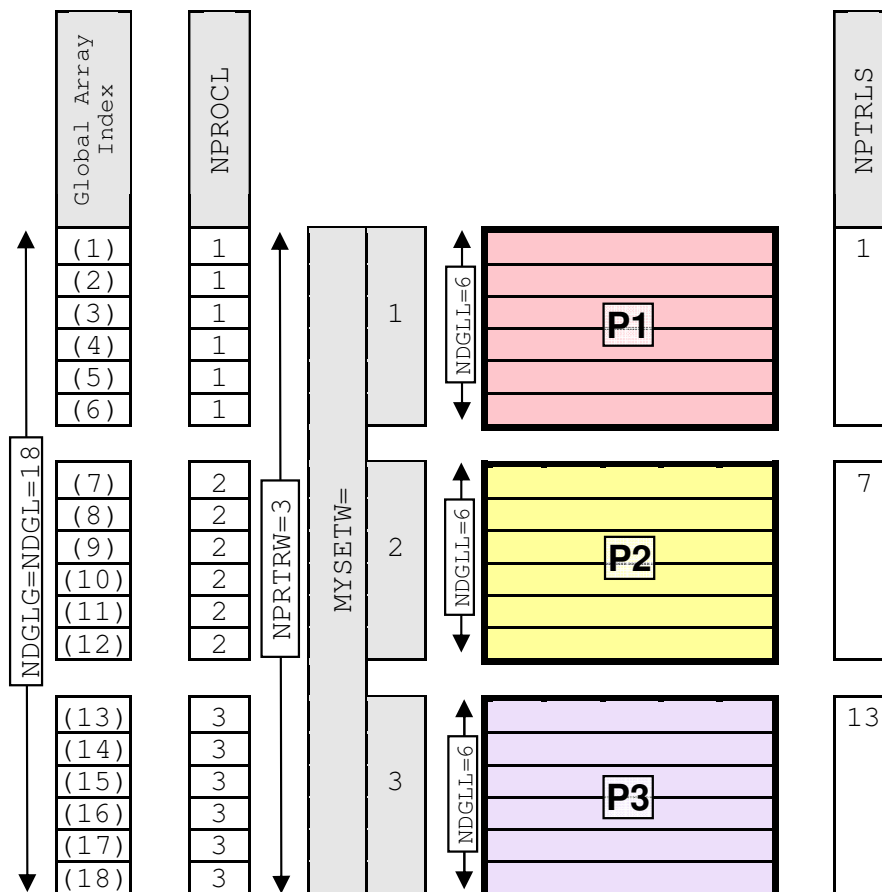 Global Array
Index
NPROCL
NPTRLS
NDGLG=NDGL=18
NPRTRW=3
MYSETW=
(1) 1 1
(2) 1
(3) 1
(4) 1
(5) 1
(6) 1
1
NDGLL=6
P1
(7) 2 7
(8) 2
(9) 2
(10) 2
(11) 2
(12) 2
2
NDGLL=6
P2
(13) 3 13
(14) 3
(15) 3
(16) 3
(17) 3
(18) 3
3
NDGLL=6
P3